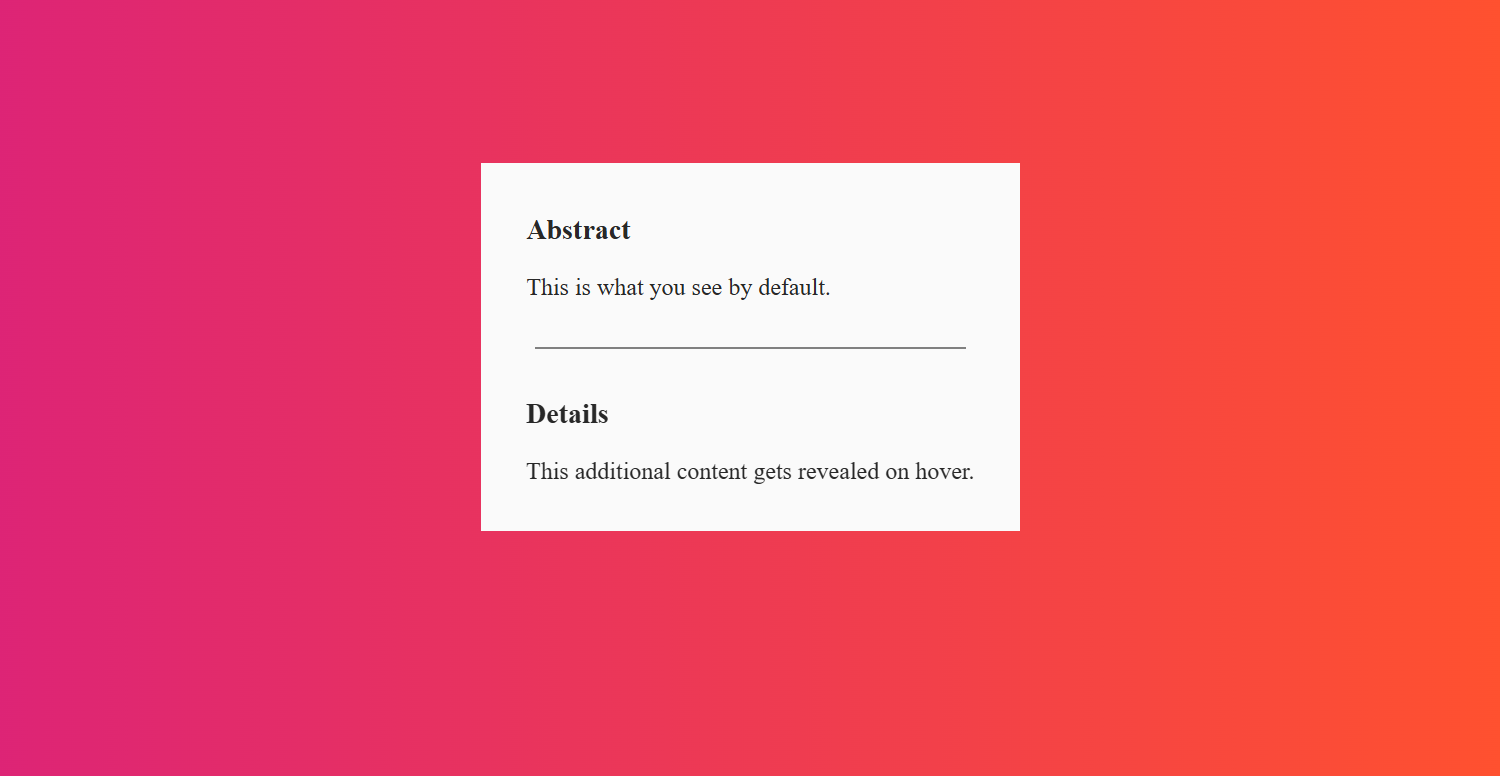 Abstract
This is what you see by default.
Details
This additional content gets revealed on hover.